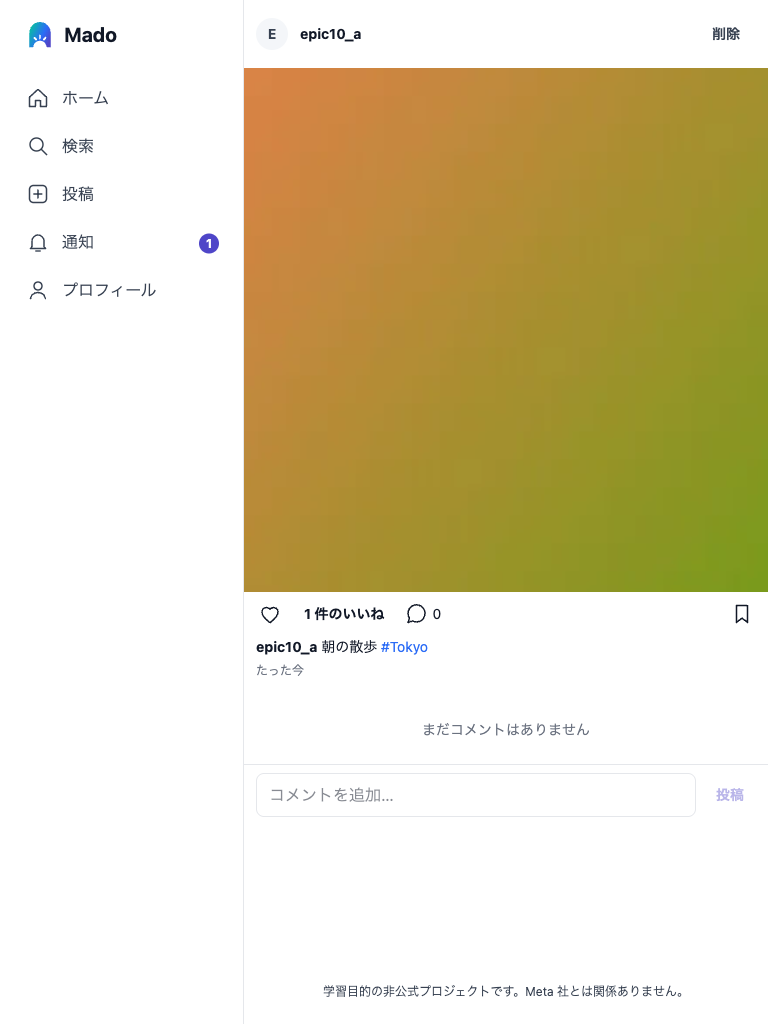 Mado
ホーム
検索
投稿
通知 1
プロフィール
E epic10_a 削除
1 件のいいね 0
epic10_a 朝の散歩 #Tokyo
たった今
まだコメントはありません
コメントを追加... 投稿
学習目的の非公式プロジェクトです。Meta 社とは関係ありません。